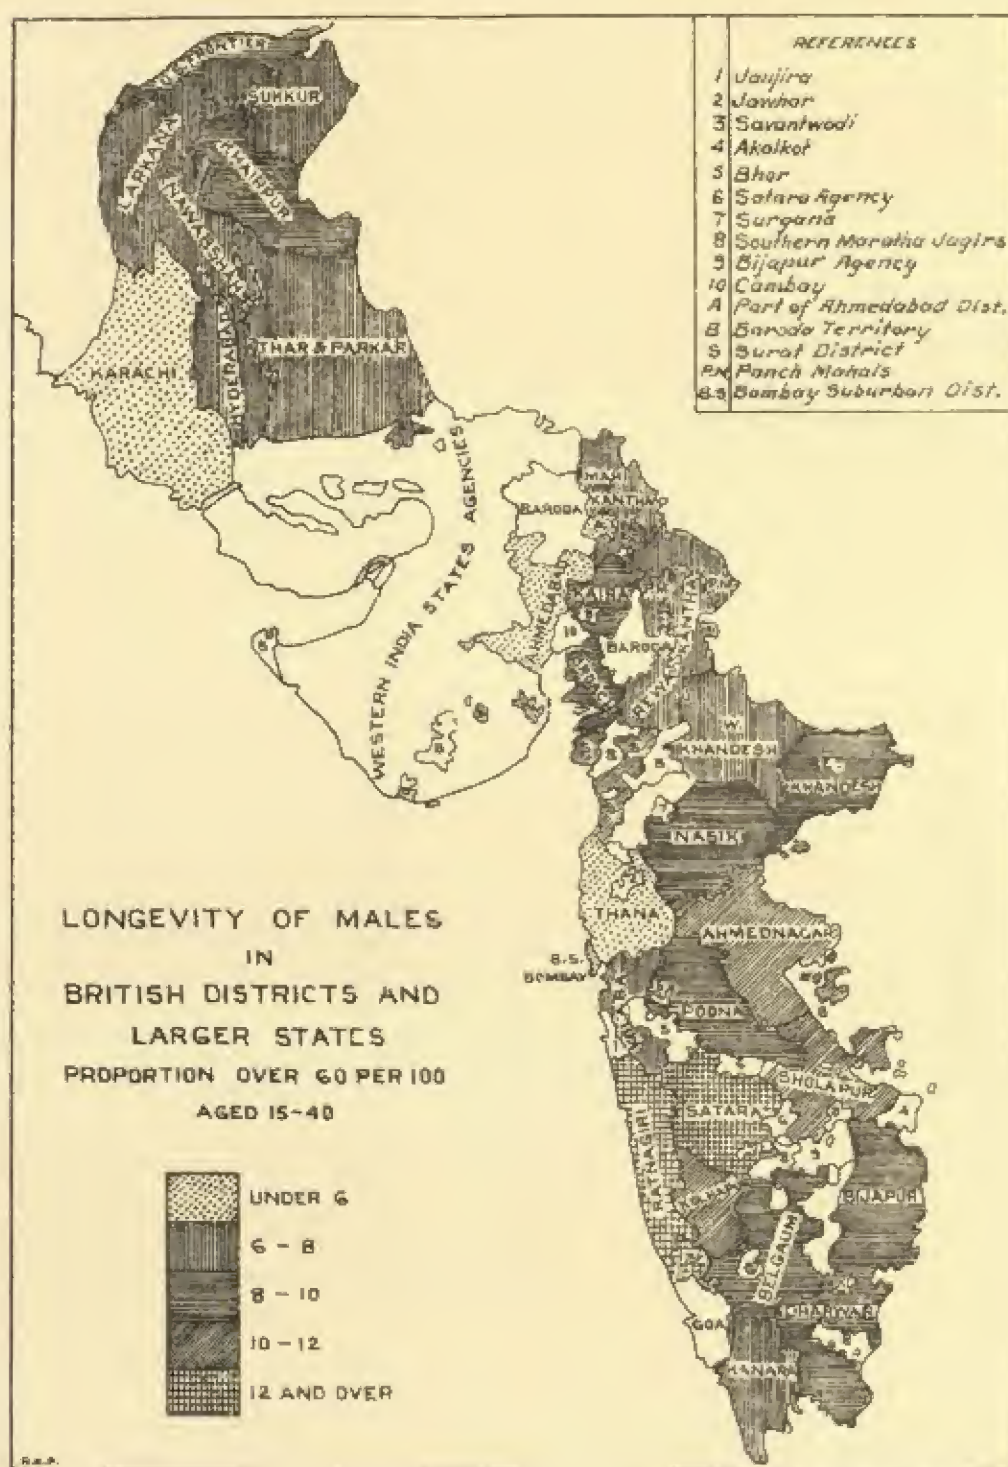 REFERENCES
1 Janjira
2 Jawhar
3 Savantwadi
4 Akalkot
5 Bhor
6 Satara Agency
7 Surgana
8 Southern Maratha Jagirs
9 Bijapur Agency
10 Cambay
A Part of Ahmedabad Dist.
B Baroda Territory
S Surat District
P.M. Panch Mahals
B.S. Bombay Suburban Dist.
FRONTIER
SUKKUR
LARKANA
KHAIRPUR
NAWABSHAH
HYDERABAD
THAR & PARKAR
KARACHI
WESTERN INDIA STATES AGENCIES
MAHI
KANTHA
BARODA
AHMEDABAD
KAIRA
10
BARODA
REWA KANTHA
W.
KHANDESH
KHANDESH
NASIK
THANA
AHMEDNAGAR
B.S.
BOMBAY
KOLABA
POONA
SHOLAPUR
SATARA
RATNAGIRI
BIJAPUR
BELGAUM
DHARWAR
GOA
KANARA
LONGEVITY OF MALES
IN
BRITISH DISTRICTS AND
LARGER STATES
PROPORTION OVER 60 PER 100
AGED 15-40
UNDER 6
6 - 8
8 - 10
10 - 12
12 AND OVER